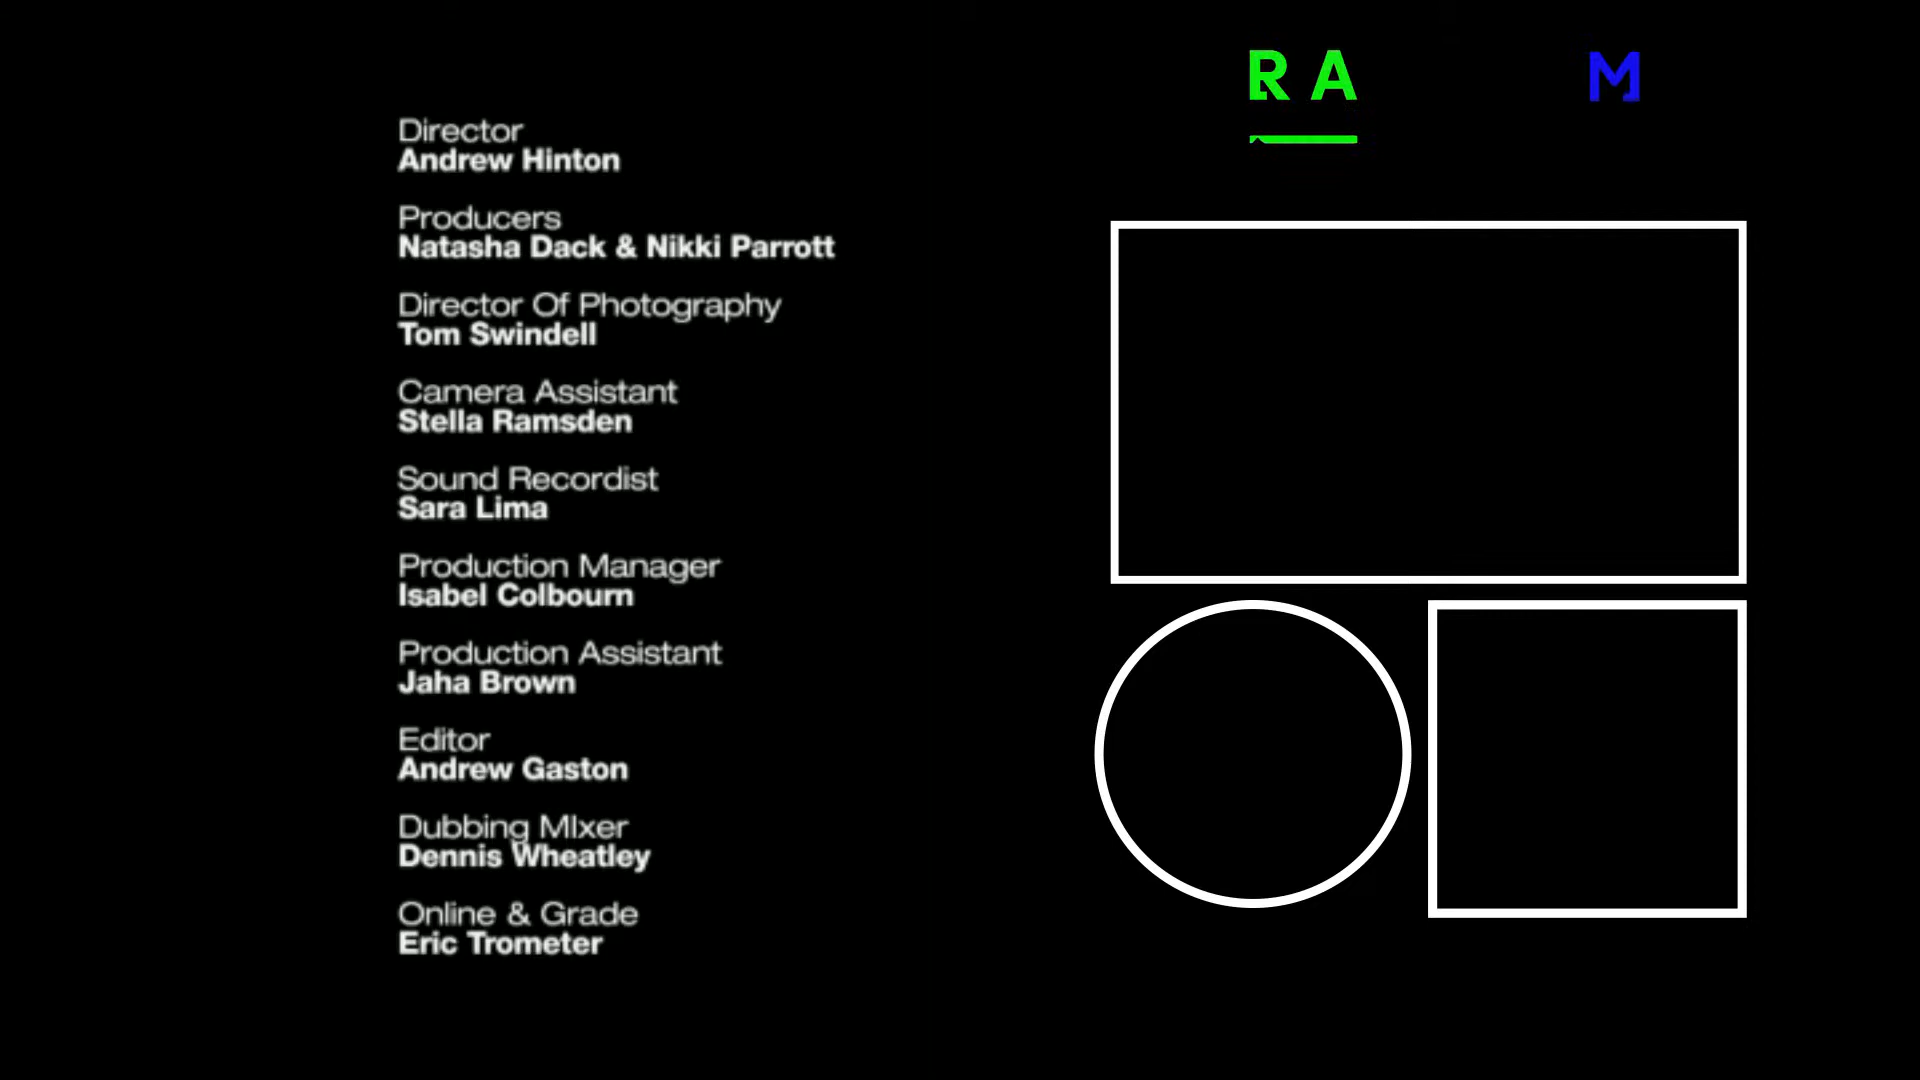 Director
Andrew Hinton
Producers
Natasha Dack & Nikki Parrott
Director Of Photography
Tom Swindell
Camera Assistant
Stella Ramsden
Sound Recordist
Sara Lima
Production Manager
Isabel Colbourn
Production Assistant
Jaha Brown
Editor
Andrew Gaston
Dubbing MIxer
Dennis Wheatley
Online & Grade
Eric Trometer
R A M